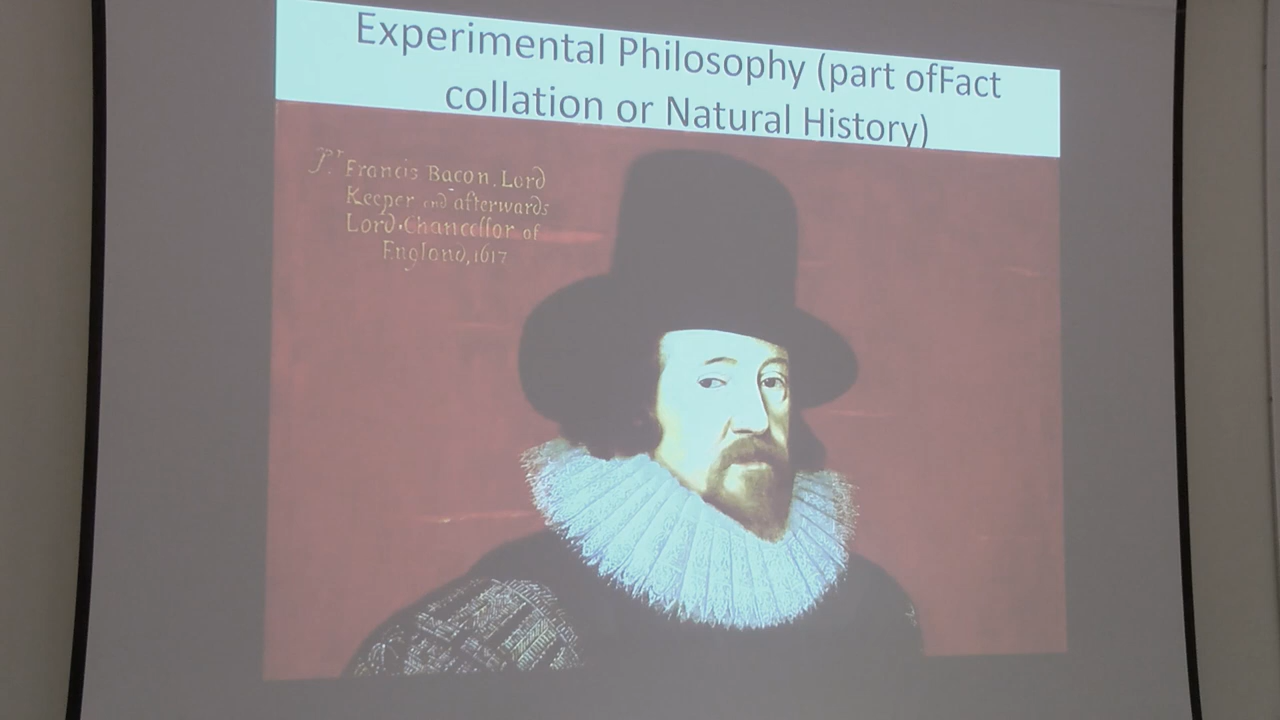 Experimental Philosophy (part ofFact
collation or Natural History)
Sr Francis Bacon. Lord
Keeper and afterwards
Lord·Chancellor of
England,1617